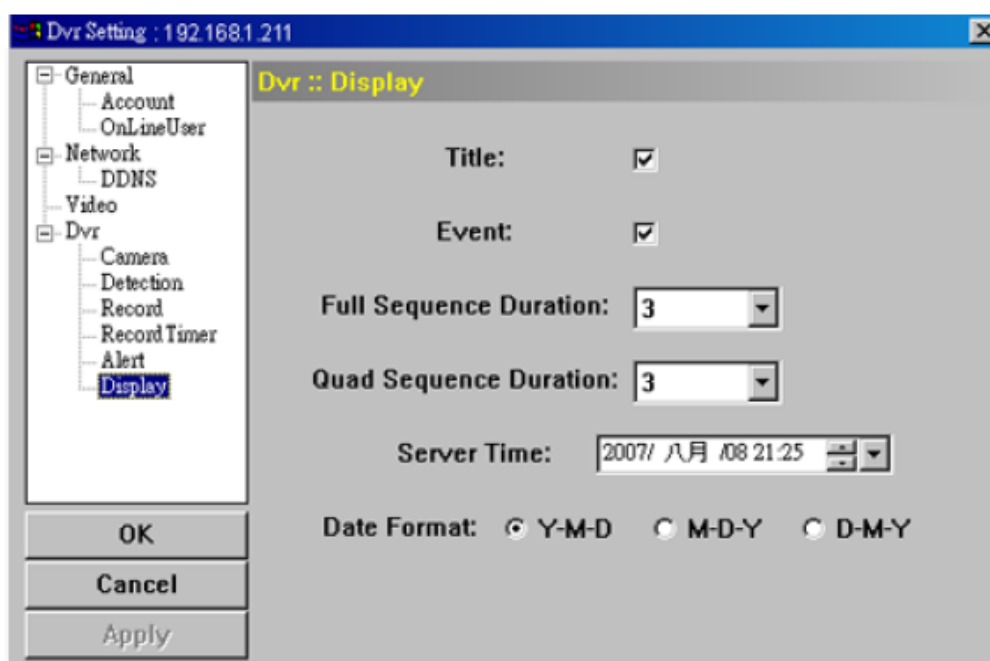 Dvr Setting : 192.168.1.211
General
Account
OnLineUser
Network
DDNS
Video
Dvr
Camera
Detection
Record
Record Timer
Alert
Display
OK
Cancel
Apply
Dvr :: Display
Title:
Event:
Full Sequence Duration: 3
Quad Sequence Duration: 3
Server Time: 2007/ 八月 /08 21:25
Date Format: Y-M-D M-D-Y D-M-Y